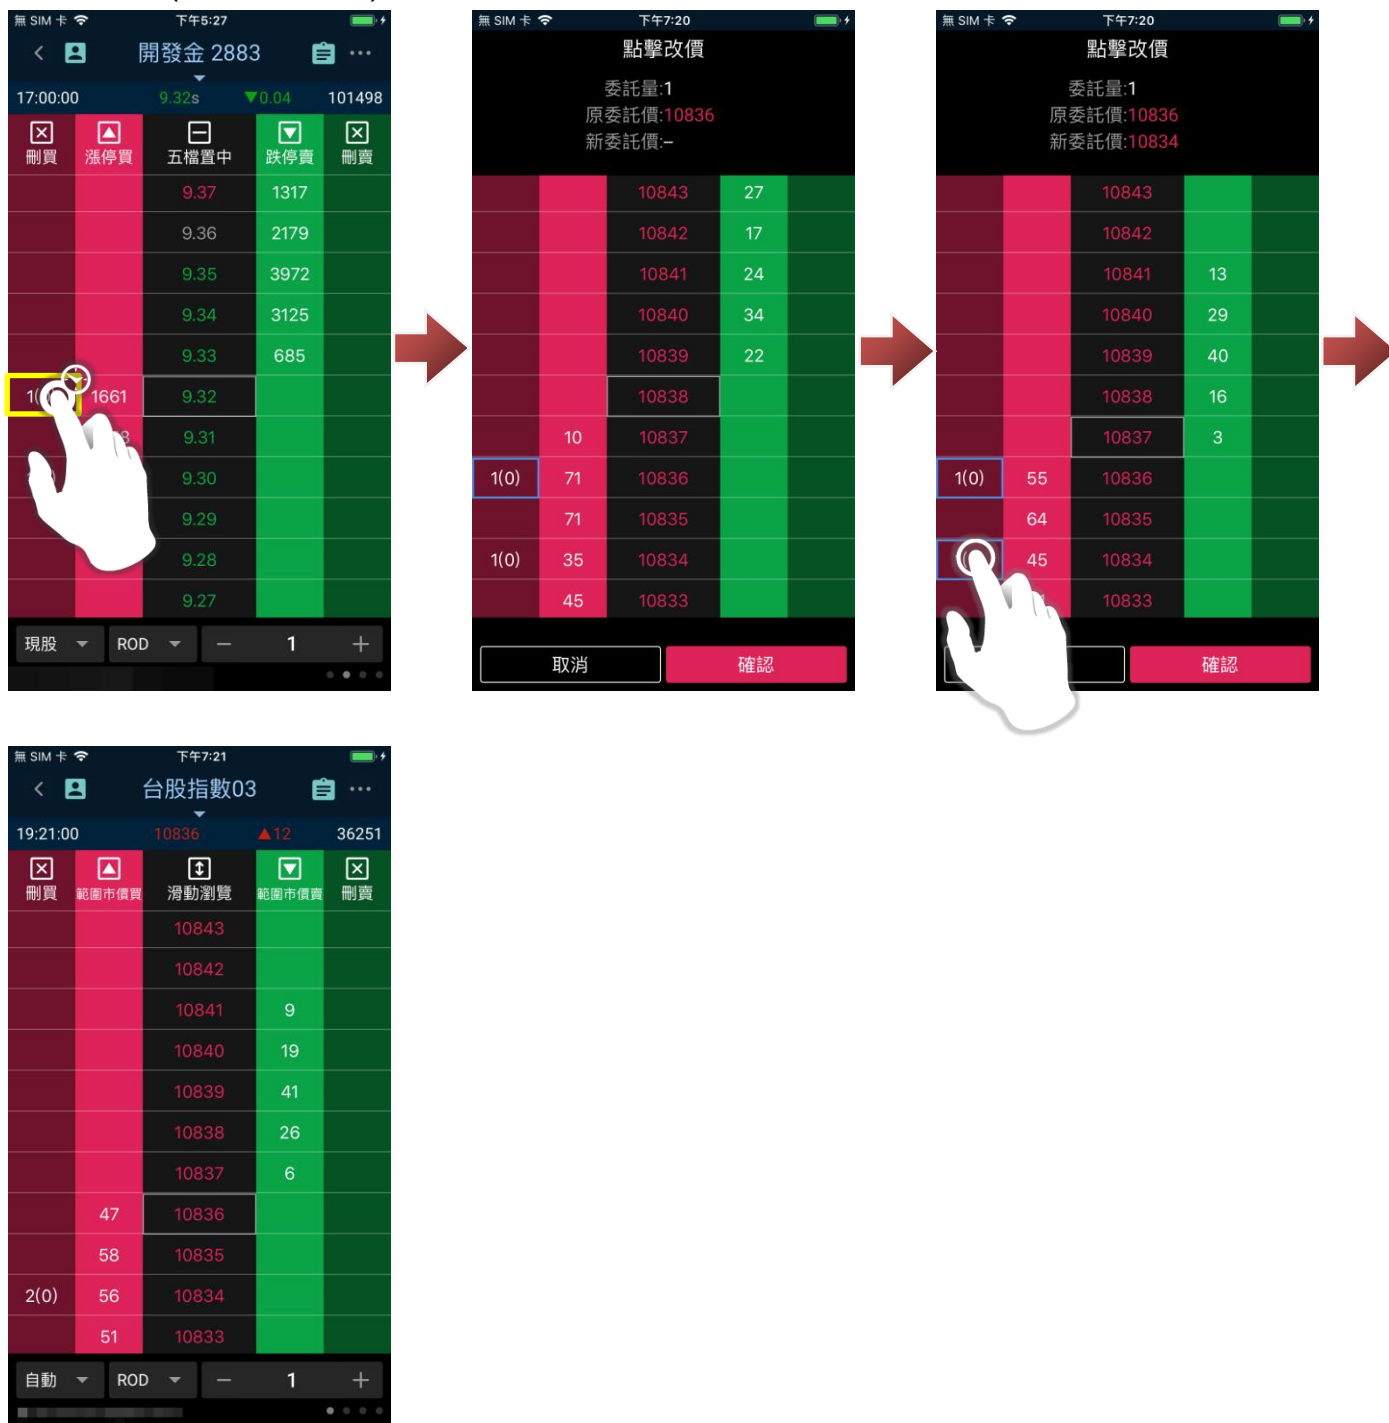 無 SIM 卡 下午5:27
開發金 2883
17:00:00 9.32s ▼0.04 101498
刪買 漲停買 五檔置中 跌停賣 刪賣
9.37 1317
9.36 2179
9.35 3972
9.34 3125
9.33 685
1661 9.32
9.31
9.30
9.29
9.28
9.27
現股 ROD − 1 +
無 SIM 卡 下午7:20
點擊改價
委託量:1
原委託價:10836
新委託價:--
10843 27
10842 17
10841 24
10840 34
10839 22
10838
10 10837
1(0) 71 10836
71 10835
1(0) 35 10834
45 10833
取消 確認
無 SIM 卡 下午7:20
點擊改價
委託量:1
原委託價:10836
新委託價:10834
10843
10842
10841 13
10840 29
10839 40
10838 16
10837 3
1(0) 55 10836
64 10835
45 10834
10833
確認
無 SIM 卡 下午7:21
台股指數03
19:21:00 10836 ▲12 36251
刪買 範圍市價買 滑動瀏覽 範圍市價賣 刪賣
10843
10842
10841 9
10840 19
10839 41
10838 26
10837 6
47 10836
58 10835
2(0) 56 10834
51 10833
自動 ROD − 1 +